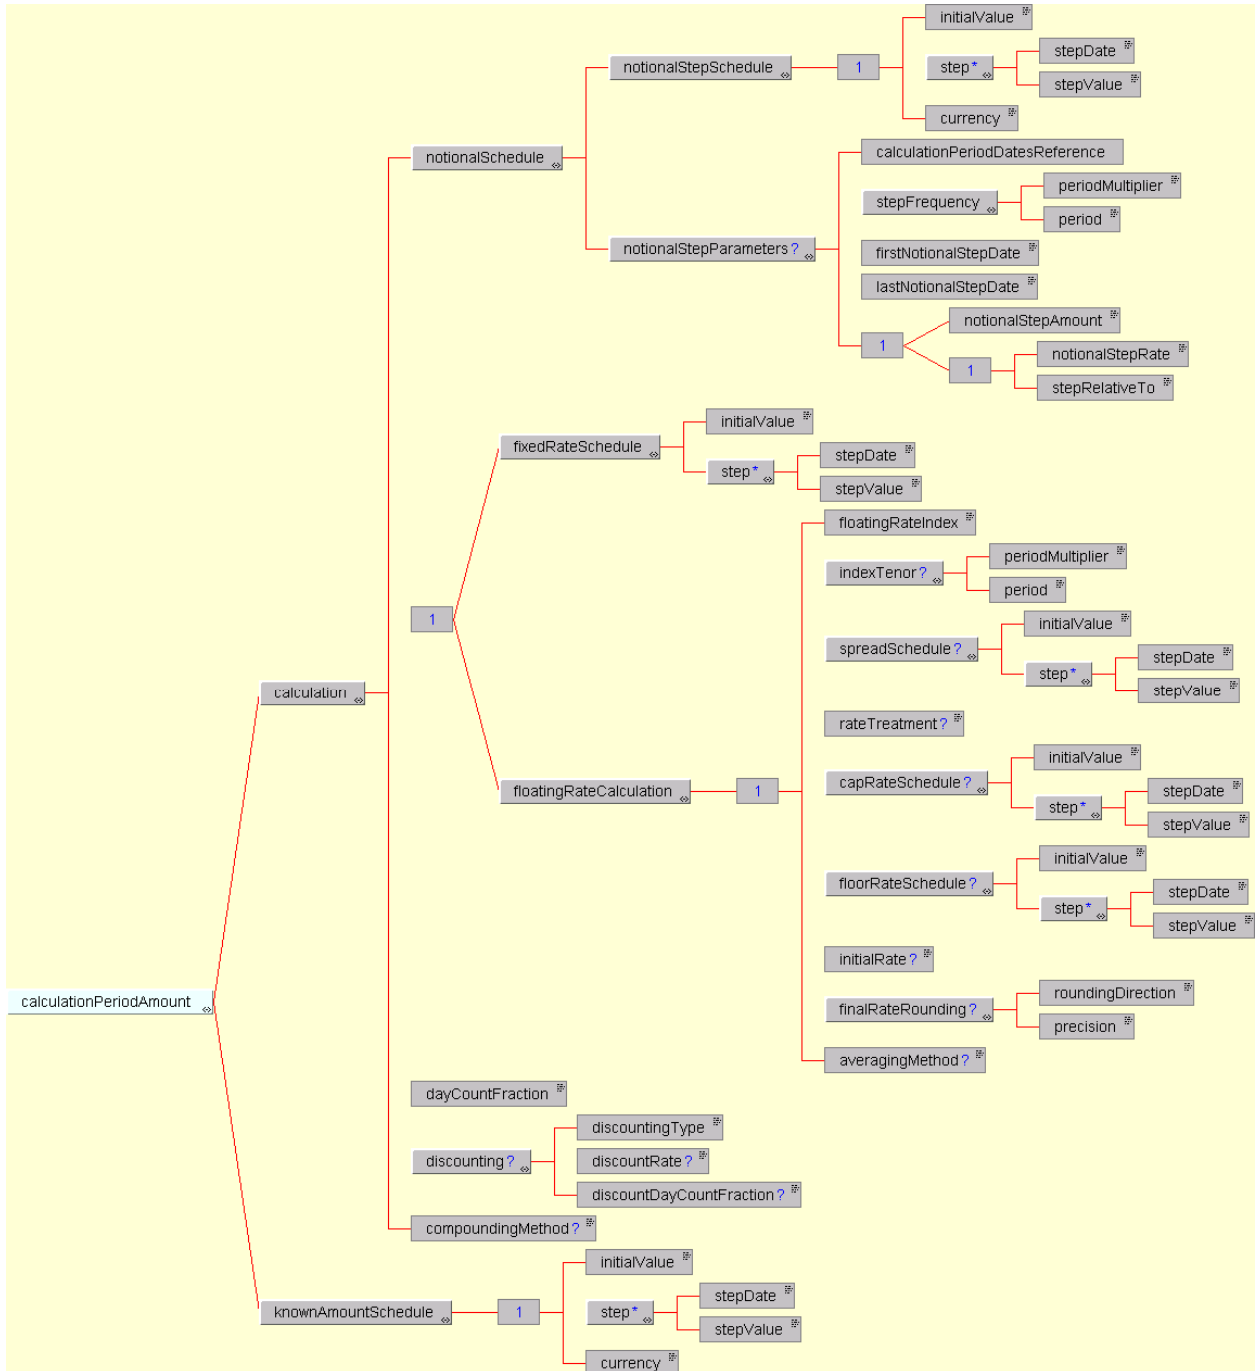 initialValue
notionalStepSchedule
1
step*
stepDate
stepValue
currency
notionalSchedule
calculationPeriodDatesReference
stepFrequency
periodMultiplier
period
notionalStepParameters?
firstNotionalStepDate
lastNotionalStepDate
1
notionalStepAmount
1
notionalStepRate
stepRelativeTo
fixedRateSchedule
initialValue
step*
stepDate
stepValue
1
floatingRateIndex
indexTenor?
periodMultiplier
period
spreadSchedule?
initialValue
step*
stepDate
stepValue
calculation
rateTreatment?
floatingRateCalculation
1
capRateSchedule?
initialValue
step*
stepDate
stepValue
floorRateSchedule?
initialValue
step*
stepDate
stepValue
initialRate?
calculationPeriodAmount
finalRateRounding?
roundingDirection
precision
averagingMethod?
dayCountFraction
discounting?
discountingType
discountRate?
discountDayCountFraction?
compoundingMethod?
knownAmountSchedule
1
initialValue
step*
stepDate
stepValue
currency